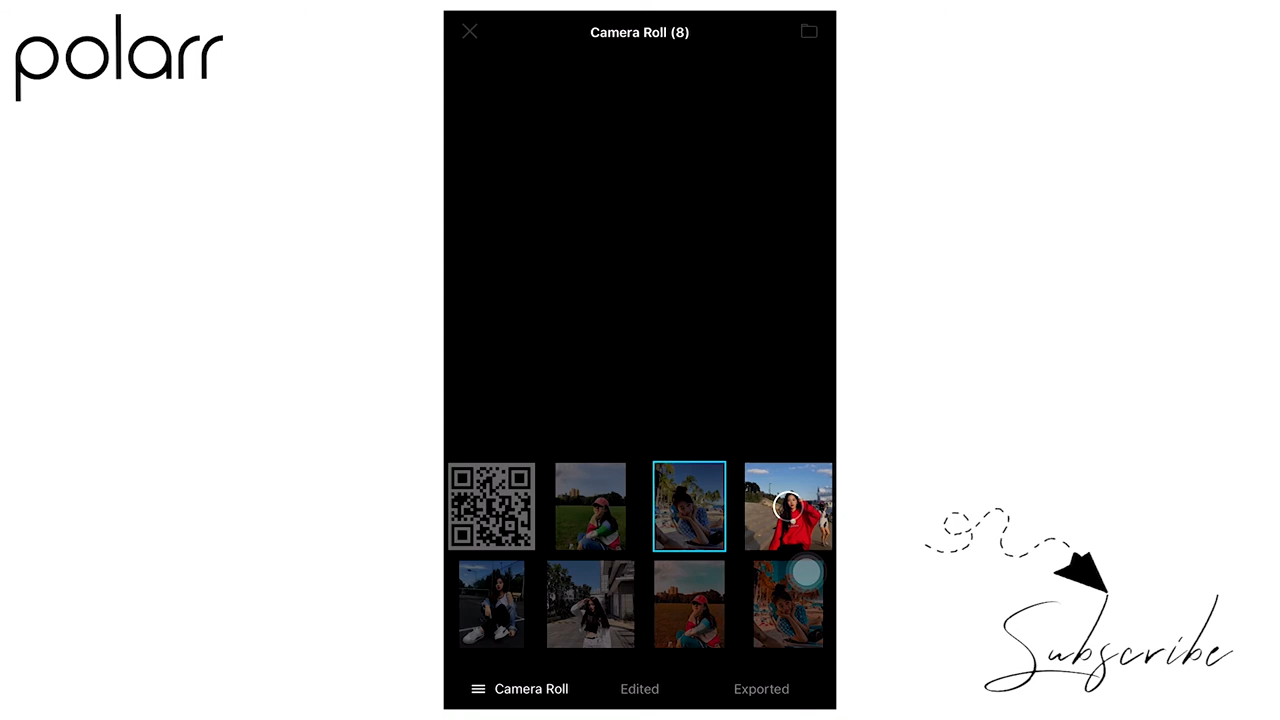 polarr
Camera Roll (8)
Camera Roll
Edited
Exported
Subscribe